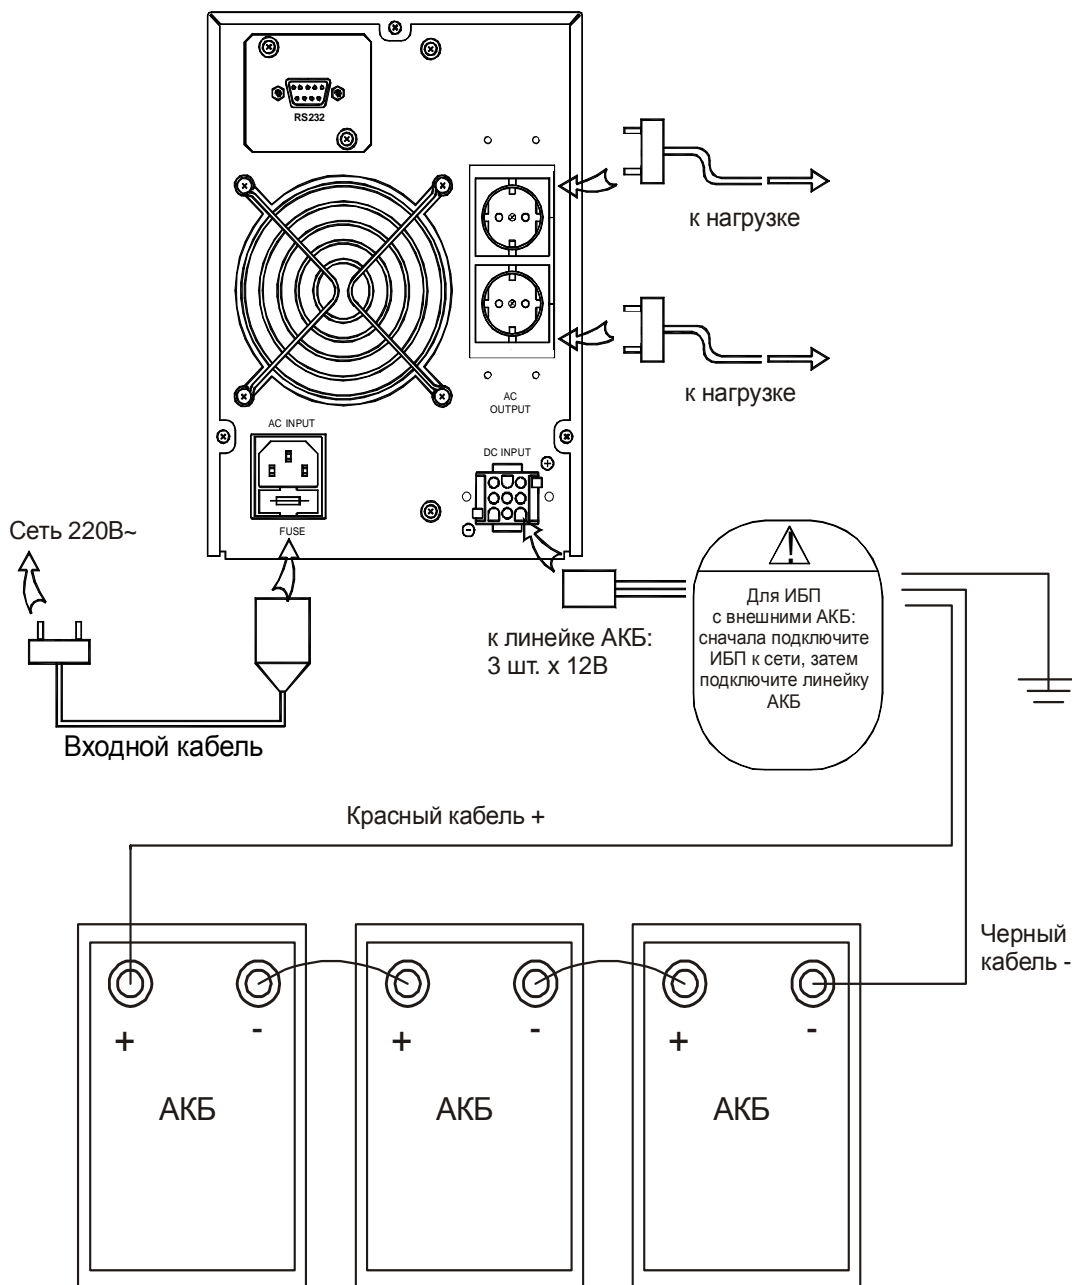 RS232
к нагрузке
к нагрузке
AC
OUTPUT
AC INPUT
DC INPUT
+
-
FUSE
Сеть 220В~
Входной кабель
к линейке АКБ:
3 шт. х 12В
!
Для ИБП
с внешними АКБ:
сначала подключите
ИБП к сети, затем
подключите линейку
АКБ
Красный кабель +
Черный
кабель -
+ - + - + -
АКБ АКБ АКБ